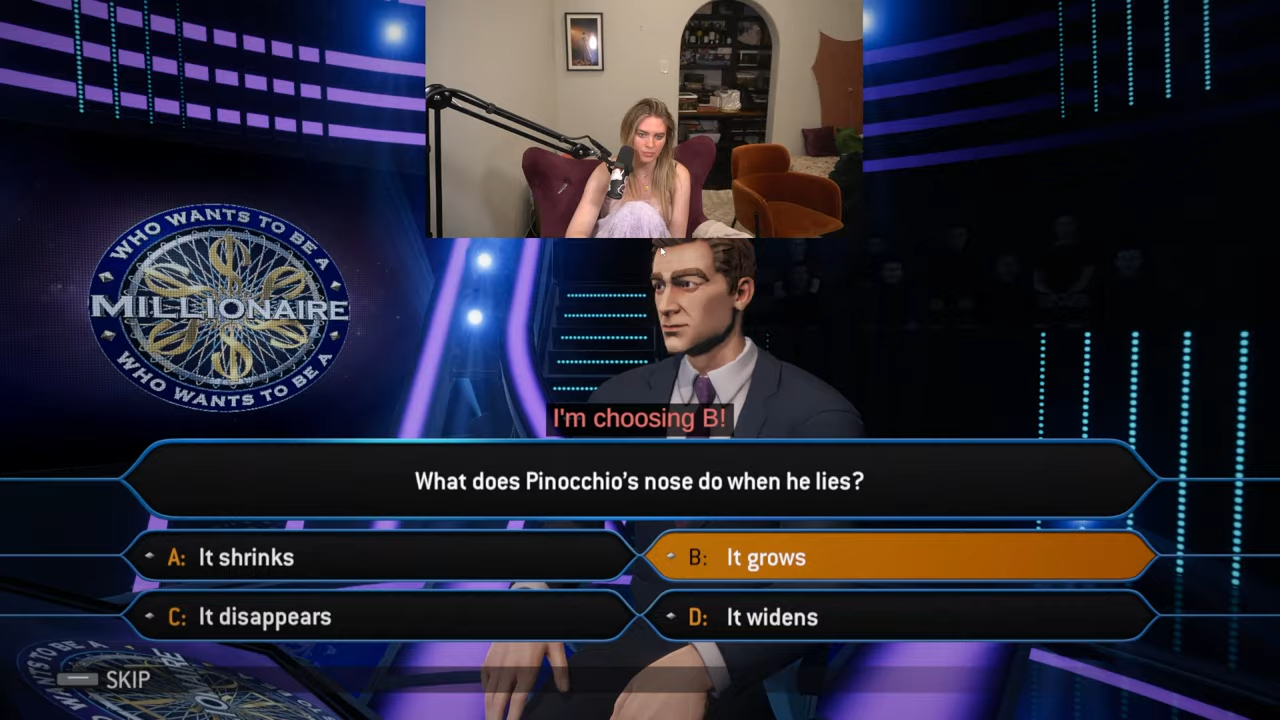 WHO WANTS TO BE A
MILLIONAIRE
WHO WANTS TO BE A
I'm choosing B!
What does Pinocchio's nose do when he lies?
A: It shrinks
B: It grows
C: It disappears
D: It widens
SKIP